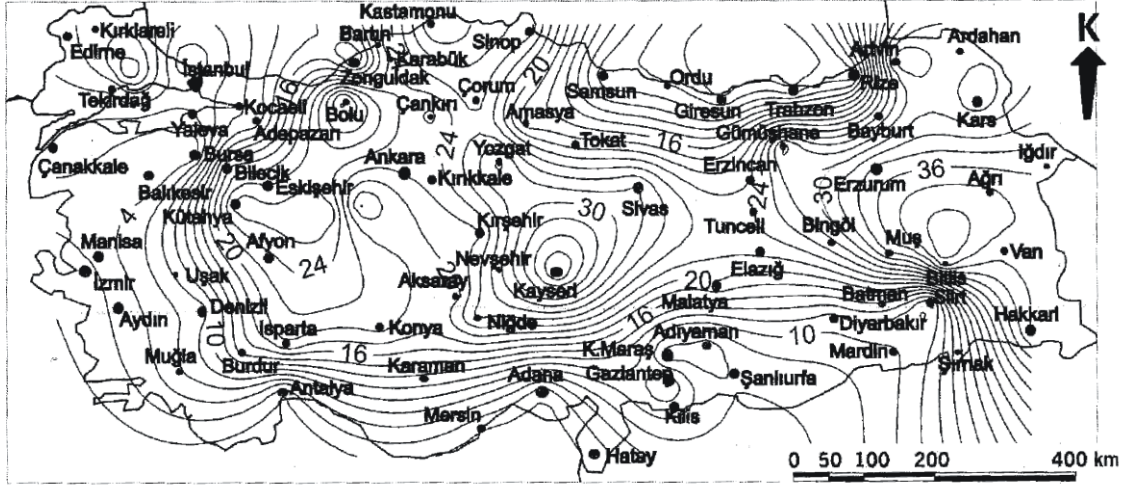 Kastamonu
Kırklareli
Edirne
Bartın
Sinop
Karabük
Zonguldak
K
Artvin
Ardahan
İstanbul
16
20
Samsun
Ordu
Giresun
Trabzon
Rize
Kars
Tekirdağ
Kocaeli
Adapazarı
Bolu
Çankırı
Çorum
Amasya
Yalova
Tokat
16
Gümüşhane
Bayburt
Iğdır
Çanakkale
Bursa
Bilecik
Ankara
24
Yozgat
Erzincan
Erzurum
36
Ağrı
Balıkesir
Eskişehir
Kırıkkale
Kütahya
4
30
Sivas
24
30
Kırşehir
Tunceli
Bingöl
Muş
Van
Manisa
20
Afyon
24
Nevşehir
Elazığ
Bitlis
İzmir
Uşak
Aksaray
Kayseri
20
Malatya
Batman
Siirt
Hakkari
Aydın
Denizli
10
Isparta
Konya
Niğde
16
Adıyaman
10
Diyarbakır
Muğla
Burdur
16
Karaman
Adana
K.Maraş
Mardin
Şırnak
Antalya
Gaziantep
Şanlıurfa
Mersin
Kilis
Hatay
0 50 100 200 400 km